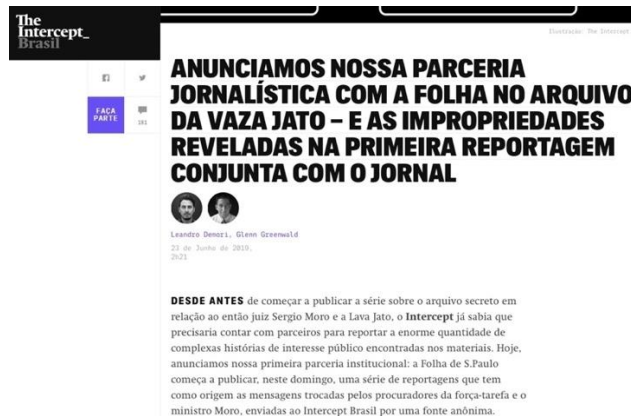 The
Intercept_
Brasil
Ilustração: The Intercept
ANUNCIAMOS NOSSA PARCERIA
JORNALÍSTICA COM A FOLHA NO ARQUIVO
DA VAZA JATO – E AS IMPROPRIEDADES
REVELADAS NA PRIMEIRA REPORTAGEM
CONJUNTA COM O JORNAL
FAÇA
PARTE
181
Leandro Demori, Glenn Greenwald
23 de Junho de 2019,
2h21
DESDE ANTES de começar a publicar a série sobre o arquivo secreto em
relação ao então juiz Sergio Moro e a Lava Jato, o Intercept já sabia que
precisaria contar com parceiros para reportar a enorme quantidade de
complexas histórias de interesse público encontradas nos materiais. Hoje,
anunciamos nossa primeira parceria institucional: a Folha de S.Paulo
começa a publicar, neste domingo, uma série de reportagens que tem
como origem as mensagens trocadas pelos procuradores da força-tarefa e o
ministro Moro, enviadas ao Intercept Brasil por uma fonte anônima.